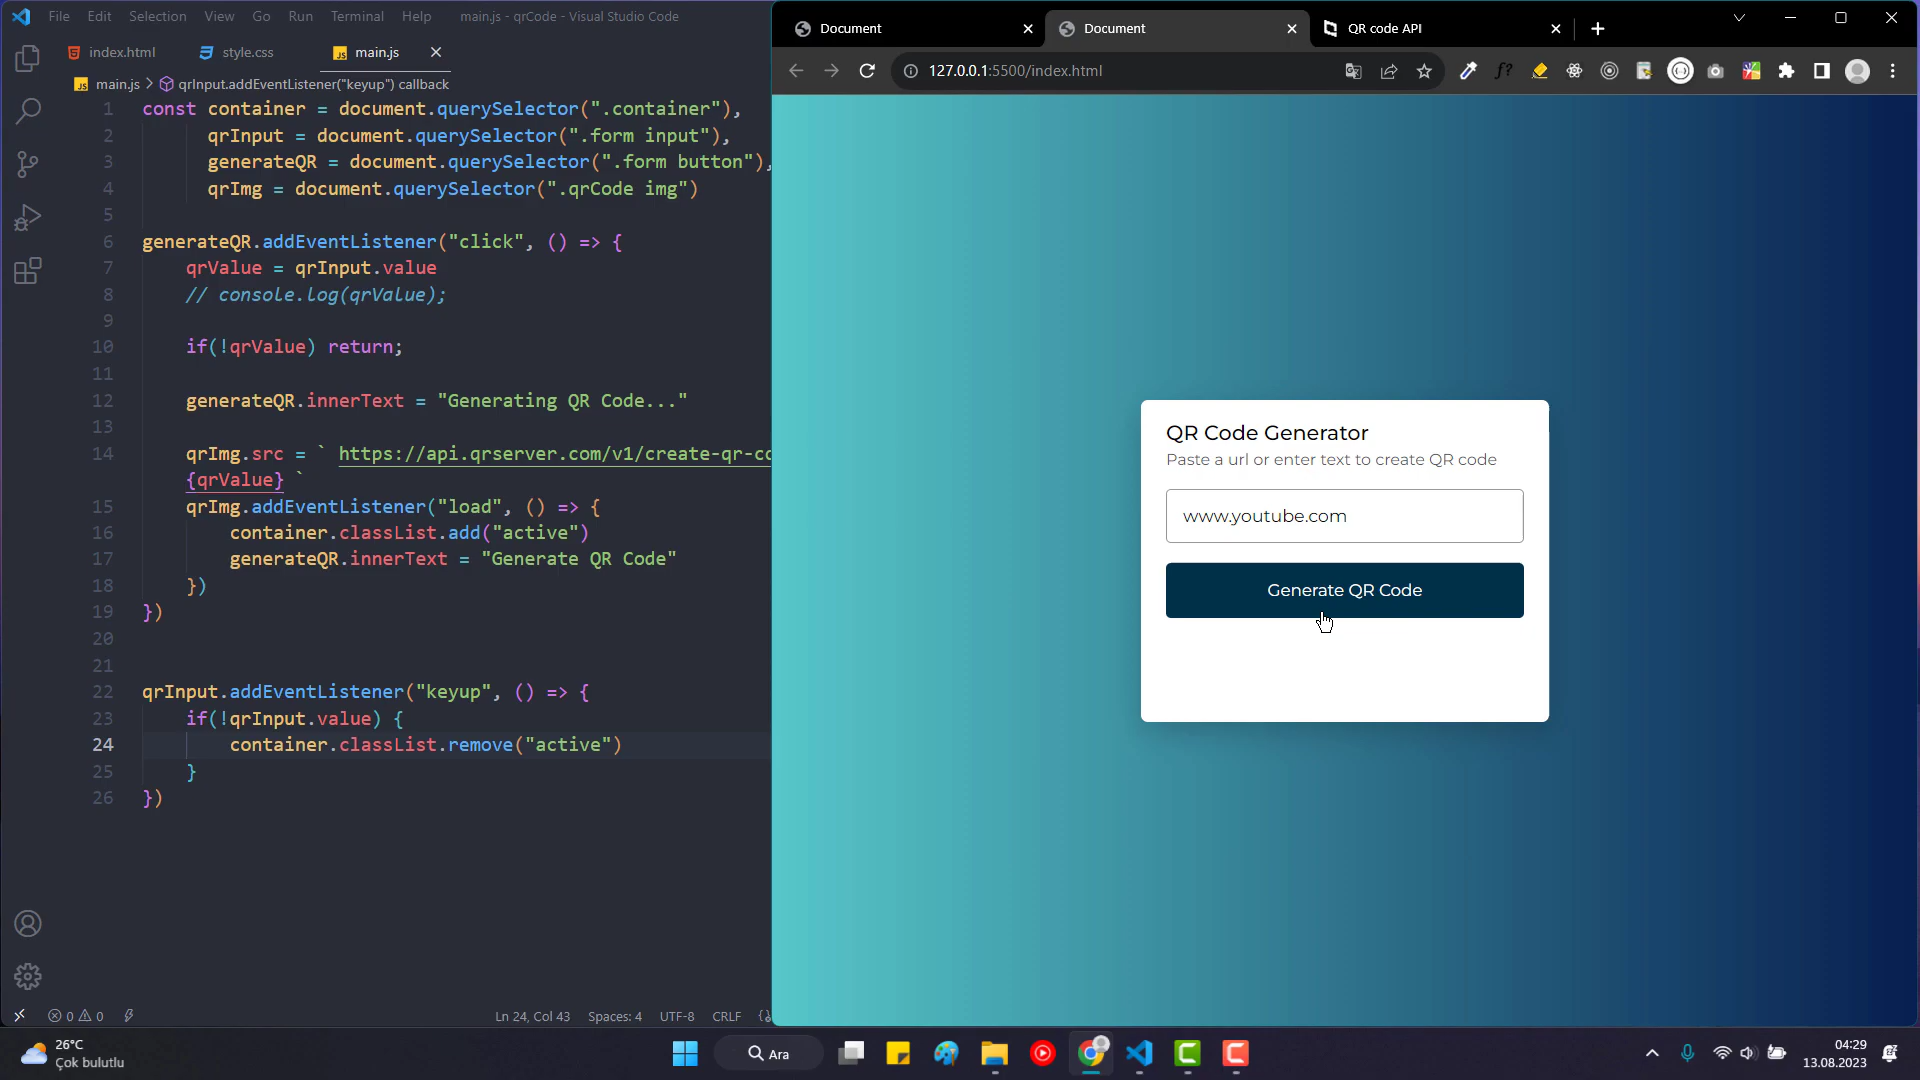 File Edit Selection View Go Run Terminal Help main.js - qrCode - Visual Studio Code
index.html style.css main.js
main.js > qrInput.addEventListener("keyup") callback
1 const container = document.querySelector(".container"),
2 qrInput = document.querySelector(".form input"),
3 generateQR = document.querySelector(".form button"),
4 qrImg = document.querySelector(".qrCode img")
5
6 generateQR.addEventListener("click", () => {
7 qrValue = qrInput.value
8 // console.log(qrValue);
9
10 if(!qrValue) return;
11
12 generateQR.innerText = "Generating QR Code..."
13
14 qrImg.src = ` https://api.qrserver.com/v1/create-qr-co
{qrValue} `
15 qrImg.addEventListener("load", () => {
16 container.classList.add("active")
17 generateQR.innerText = "Generate QR Code"
18 })
19 })
20
21
22 qrInput.addEventListener("keyup", () => {
23 if(!qrInput.value) {
24 container.classList.remove("active")
25 }
26 })
0 0
Ln 24, Col 43 Spaces: 4 UTF-8 CRLF
Document Document QR code API
127.0.0.1:5500/index.html
QR Code Generator
Paste a url or enter text to create QR code
www.youtube.com
Generate QR Code
26°C
Çok bulutlu
Ara
04:29
13.08.2023